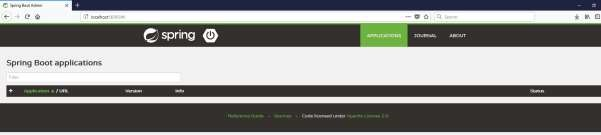 Spring Boot Admin
localhost:8080/#/
Search
spring
APPLICATIONS JOURNAL ABOUT
Spring Boot applications
Filter
Application ▲ / URL Version Info Status
Reference Guide - Sources - Code licensed under Apache License 2.0